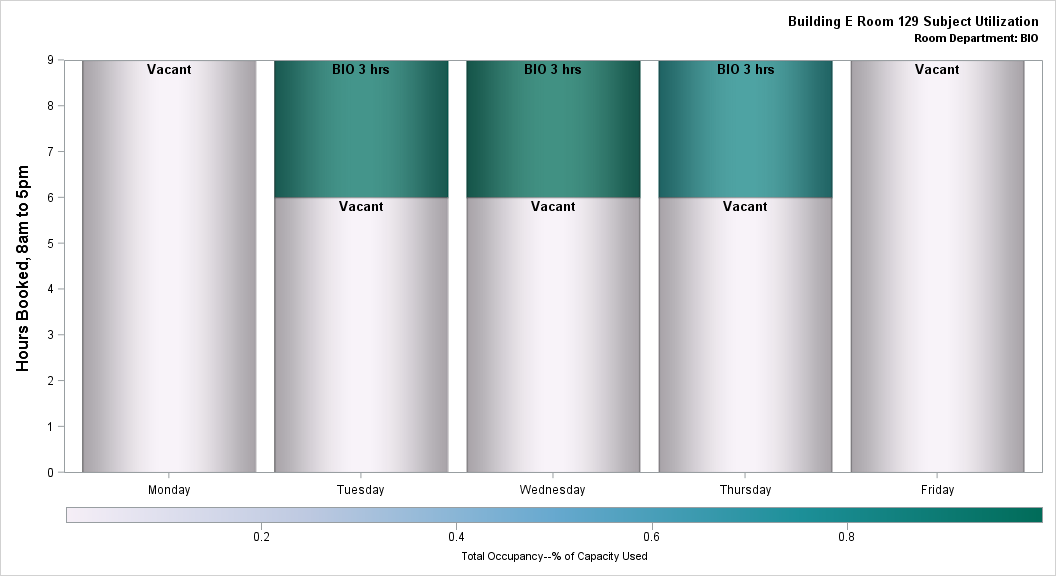 Building E Room 129 Subject Utilization
Room Department: BIO
Hours Booked, 8am to 5pm
9
8
7
6
5
4
3
2
1
0
Vacant
BIO 3 hrs
BIO 3 hrs
BIO 3 hrs
Vacant
Vacant
Vacant
Vacant
Monday
Tuesday
Wednesday
Thursday
Friday
0.2
0.4
0.6
0.8
Total Occupancy--% of Capacity Used